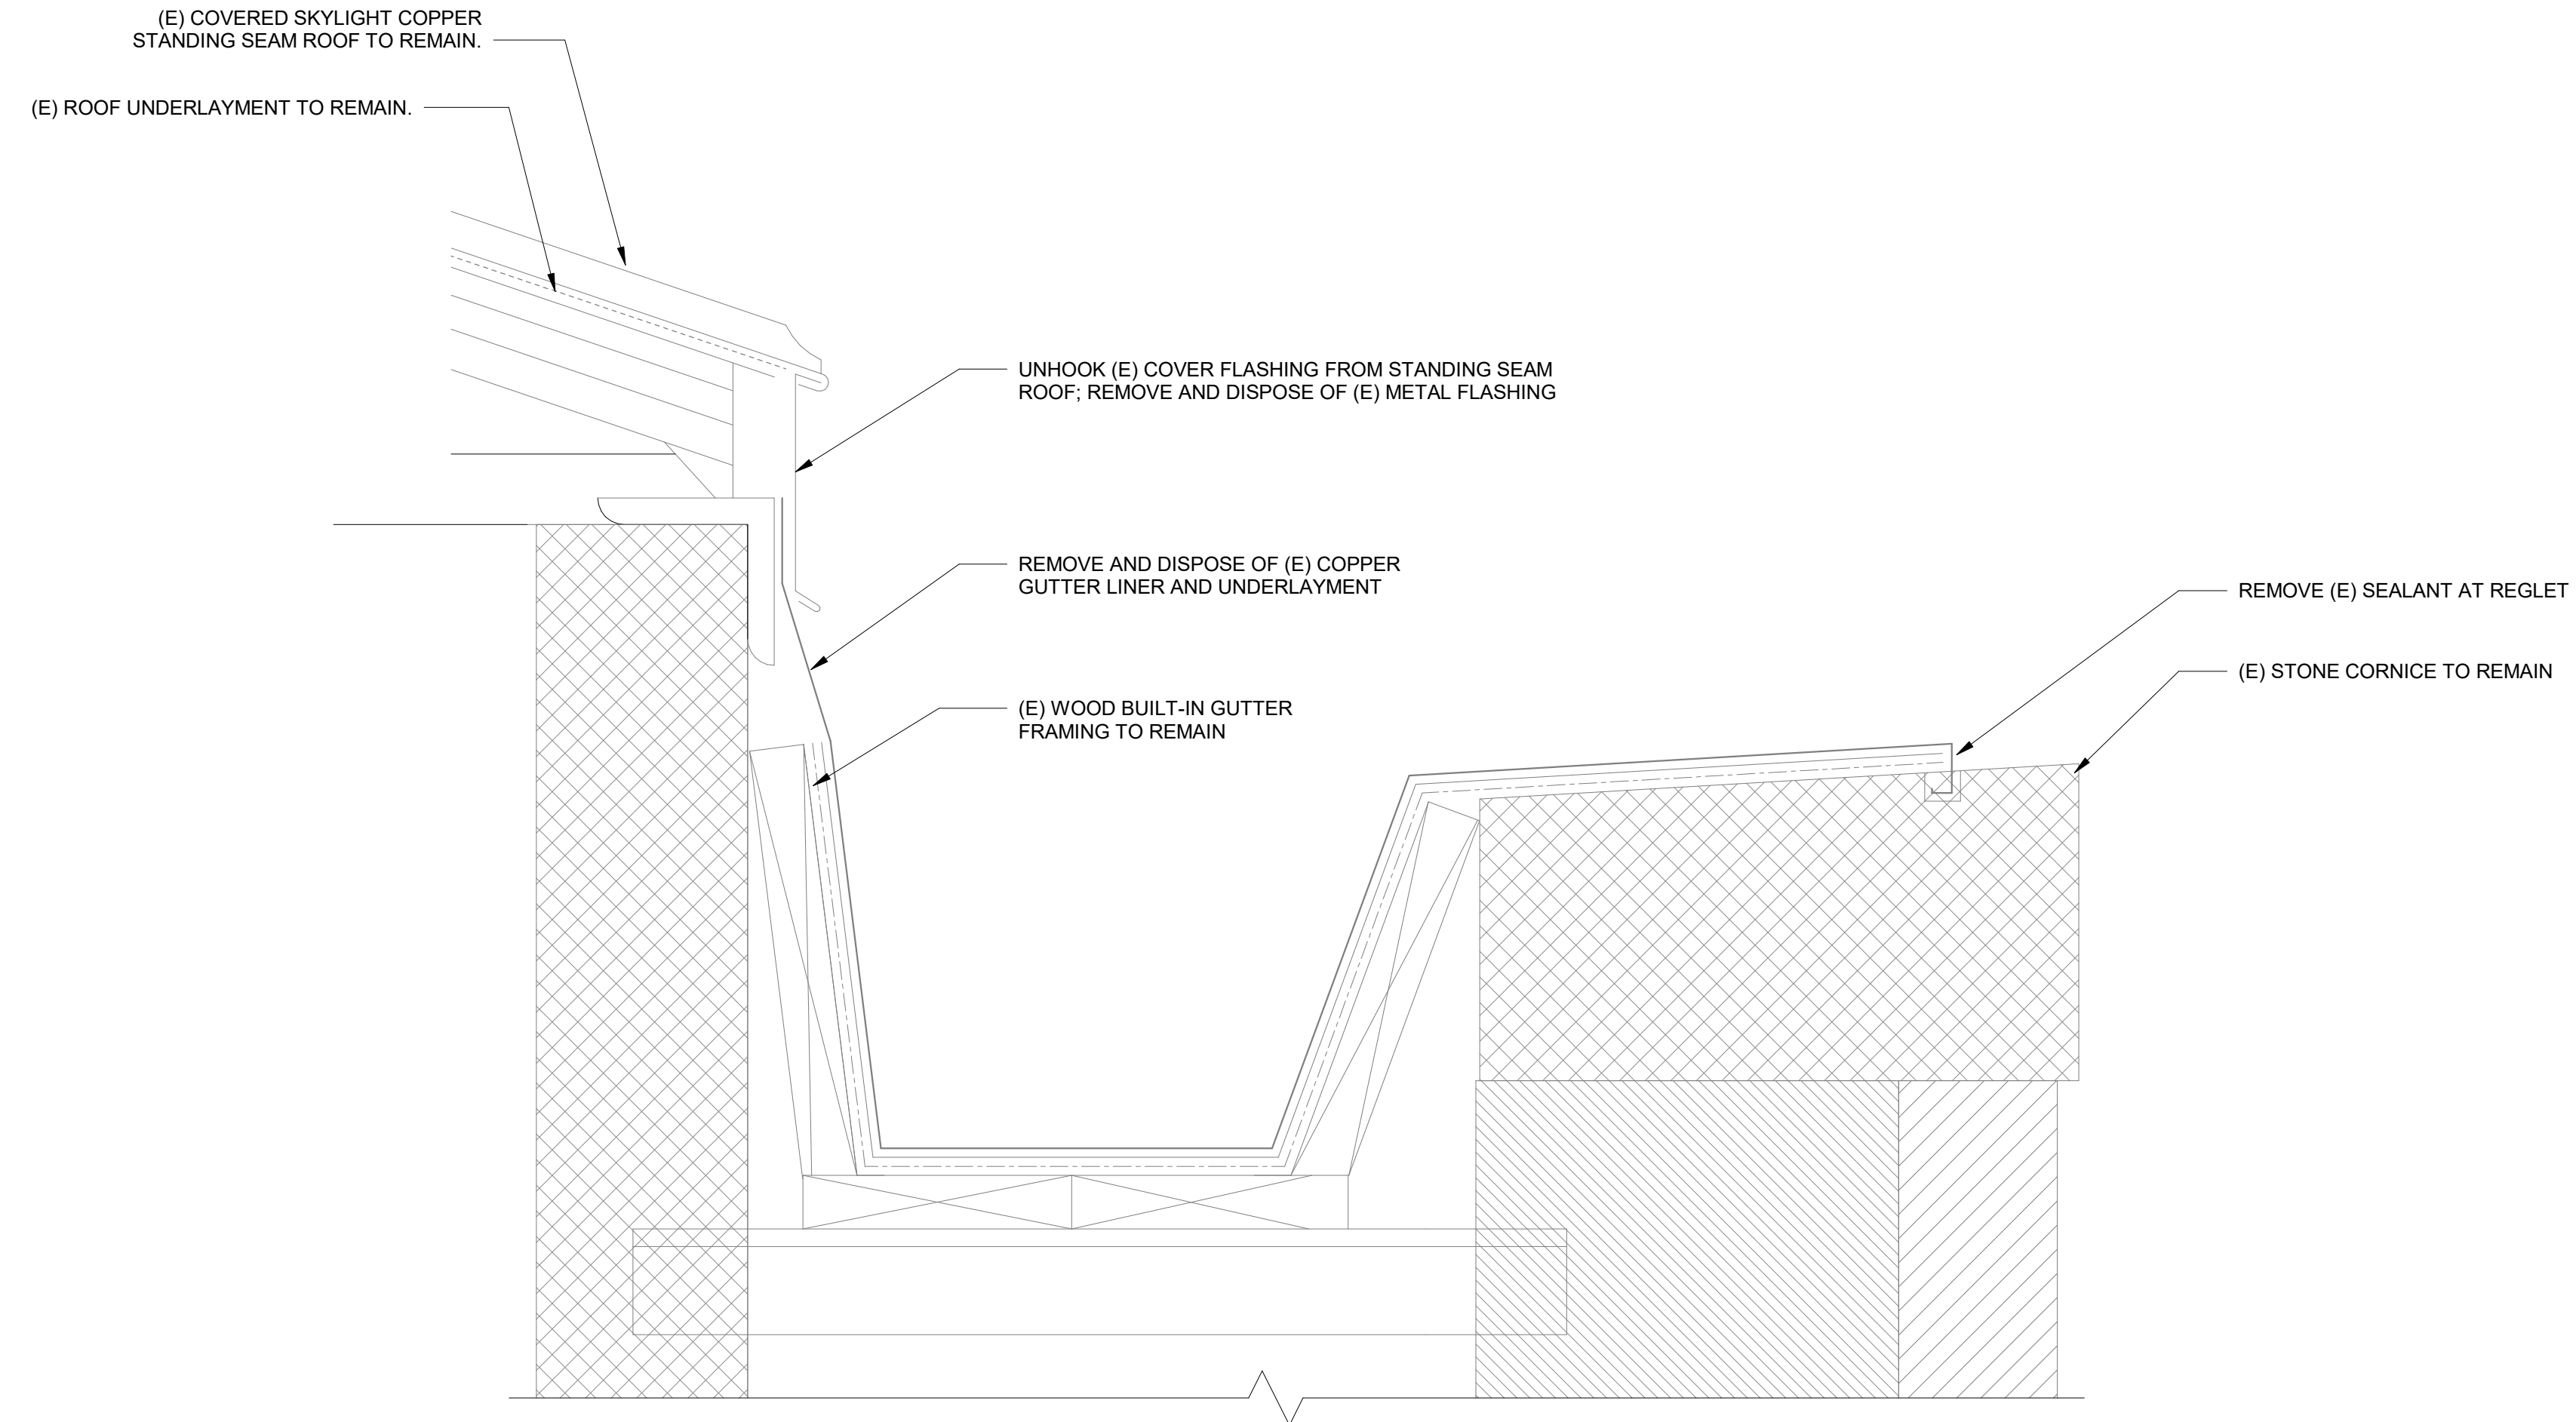 (E) COVERED SKYLIGHT COPPER
STANDING SEAM ROOF TO REMAIN.
(E) ROOF UNDERLAYMENT TO REMAIN.
UNHOOK (E) COVER FLASHING FROM STANDING SEAM
ROOF; REMOVE AND DISPOSE OF (E) METAL FLASHING
REMOVE AND DISPOSE OF (E) COPPER
GUTTER LINER AND UNDERLAYMENT
REMOVE (E) SEALANT AT REGLET
(E) STONE CORNICE TO REMAIN
(E) WOOD BUILT-IN GUTTER
FRAMING TO REMAIN